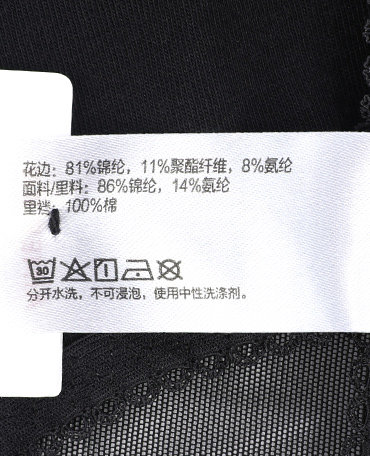 花边：81%锦纶，11%聚酯纤维，8%氨纶
面料/里料：86%锦纶，14%氨纶
里裆：100%棉
30
分开水洗，不可浸泡，使用中性洗涤剂。